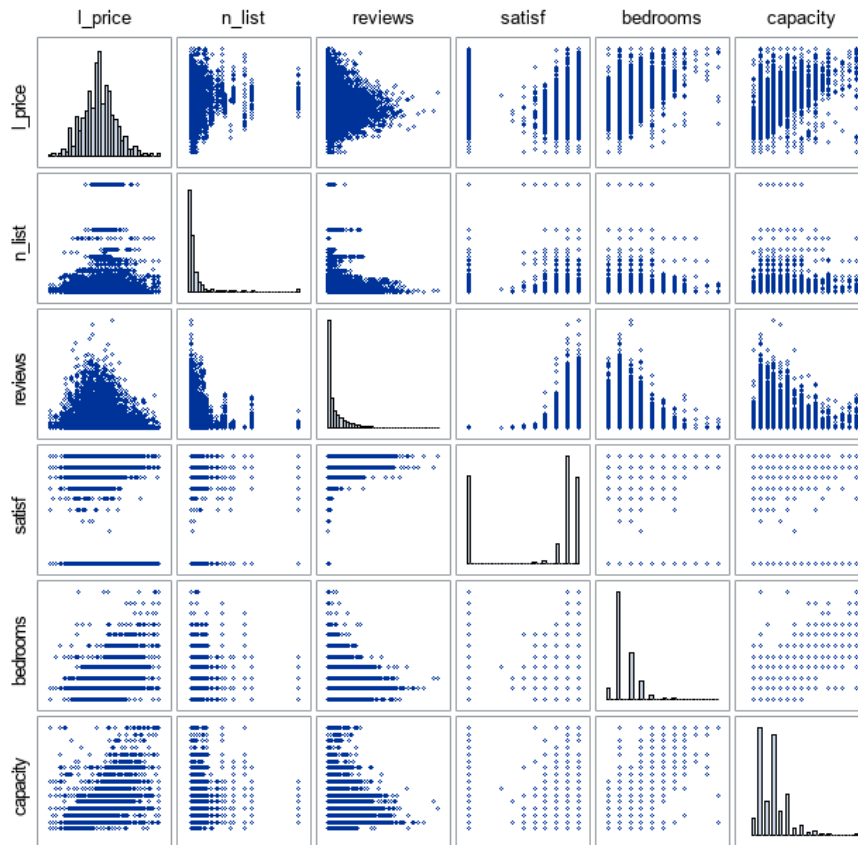 l_price n_list reviews satisf bedrooms capacity
l_price
n_list
reviews
satisf
bedrooms
capacity